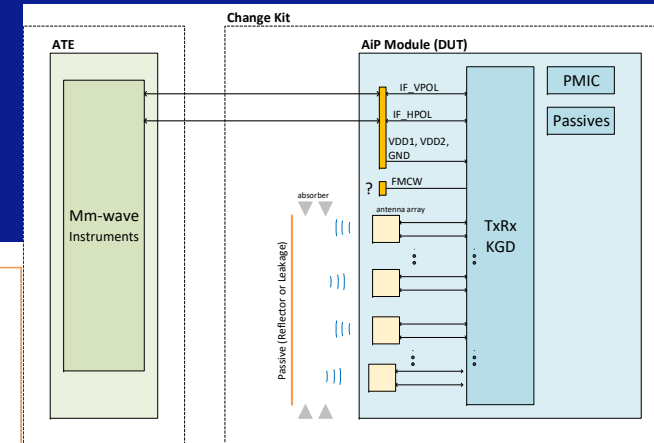 Change Kit
ATE
AiP Module (DUT)
Mm-wave
Instruments
IF_VPOL
IF_HPOL
VDD1, VDD2,
GND
? FMCW
absorber
antenna array
Passive (Reflector or Leakage)
TxRx
KGD
PMIC
Passives